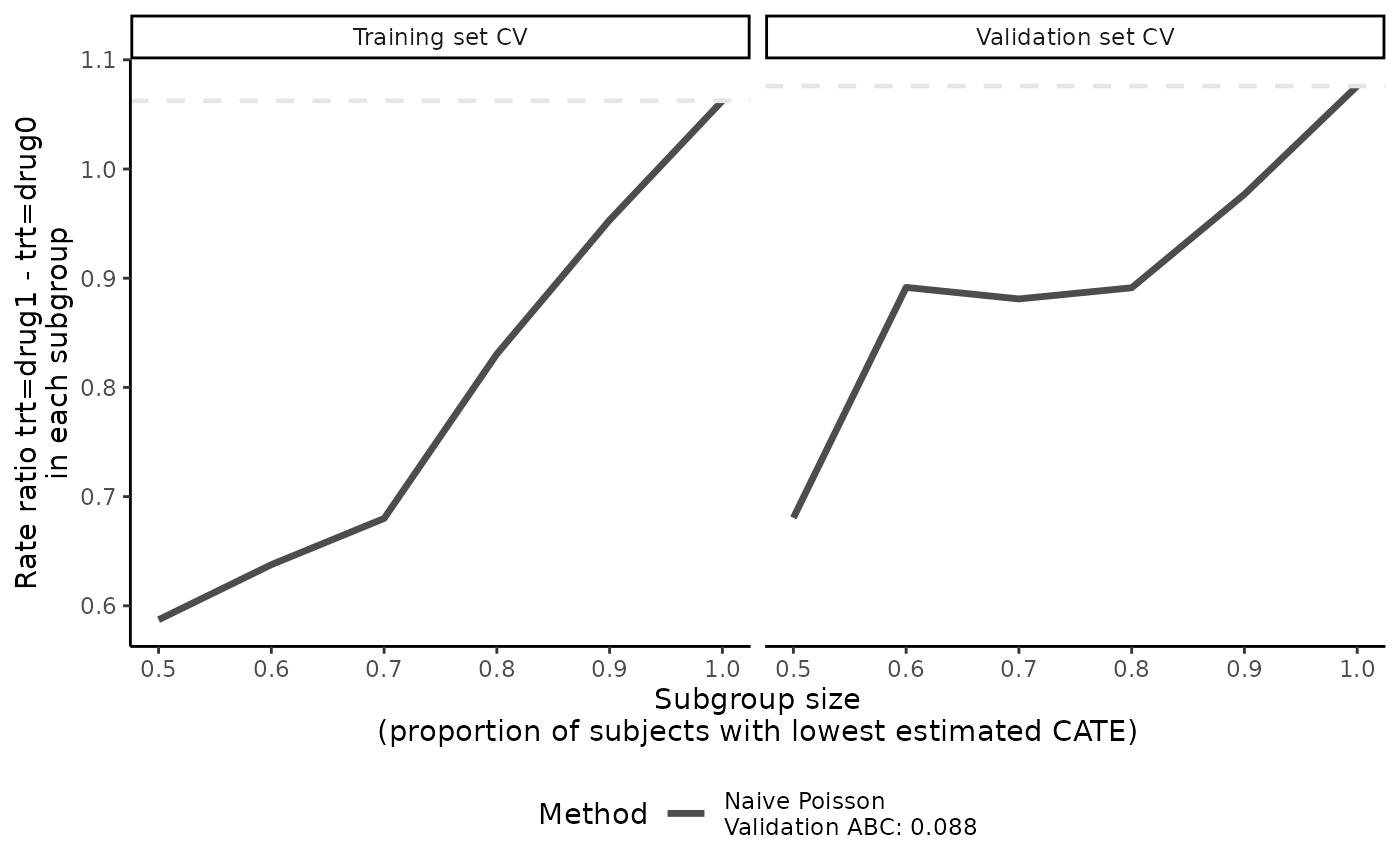 Training set CV
Validation set CV
Rate ratio trt=drug1 - trt=drug0
in each subgroup
1.1
1.0
0.9
0.8
0.7
0.6
0.5 0.6 0.7 0.8 0.9 1.0
0.5 0.6 0.7 0.8 0.9 1.0
Subgroup size
(proportion of subjects with lowest estimated CATE)
Method
Naive Poisson
Validation ABC: 0.088